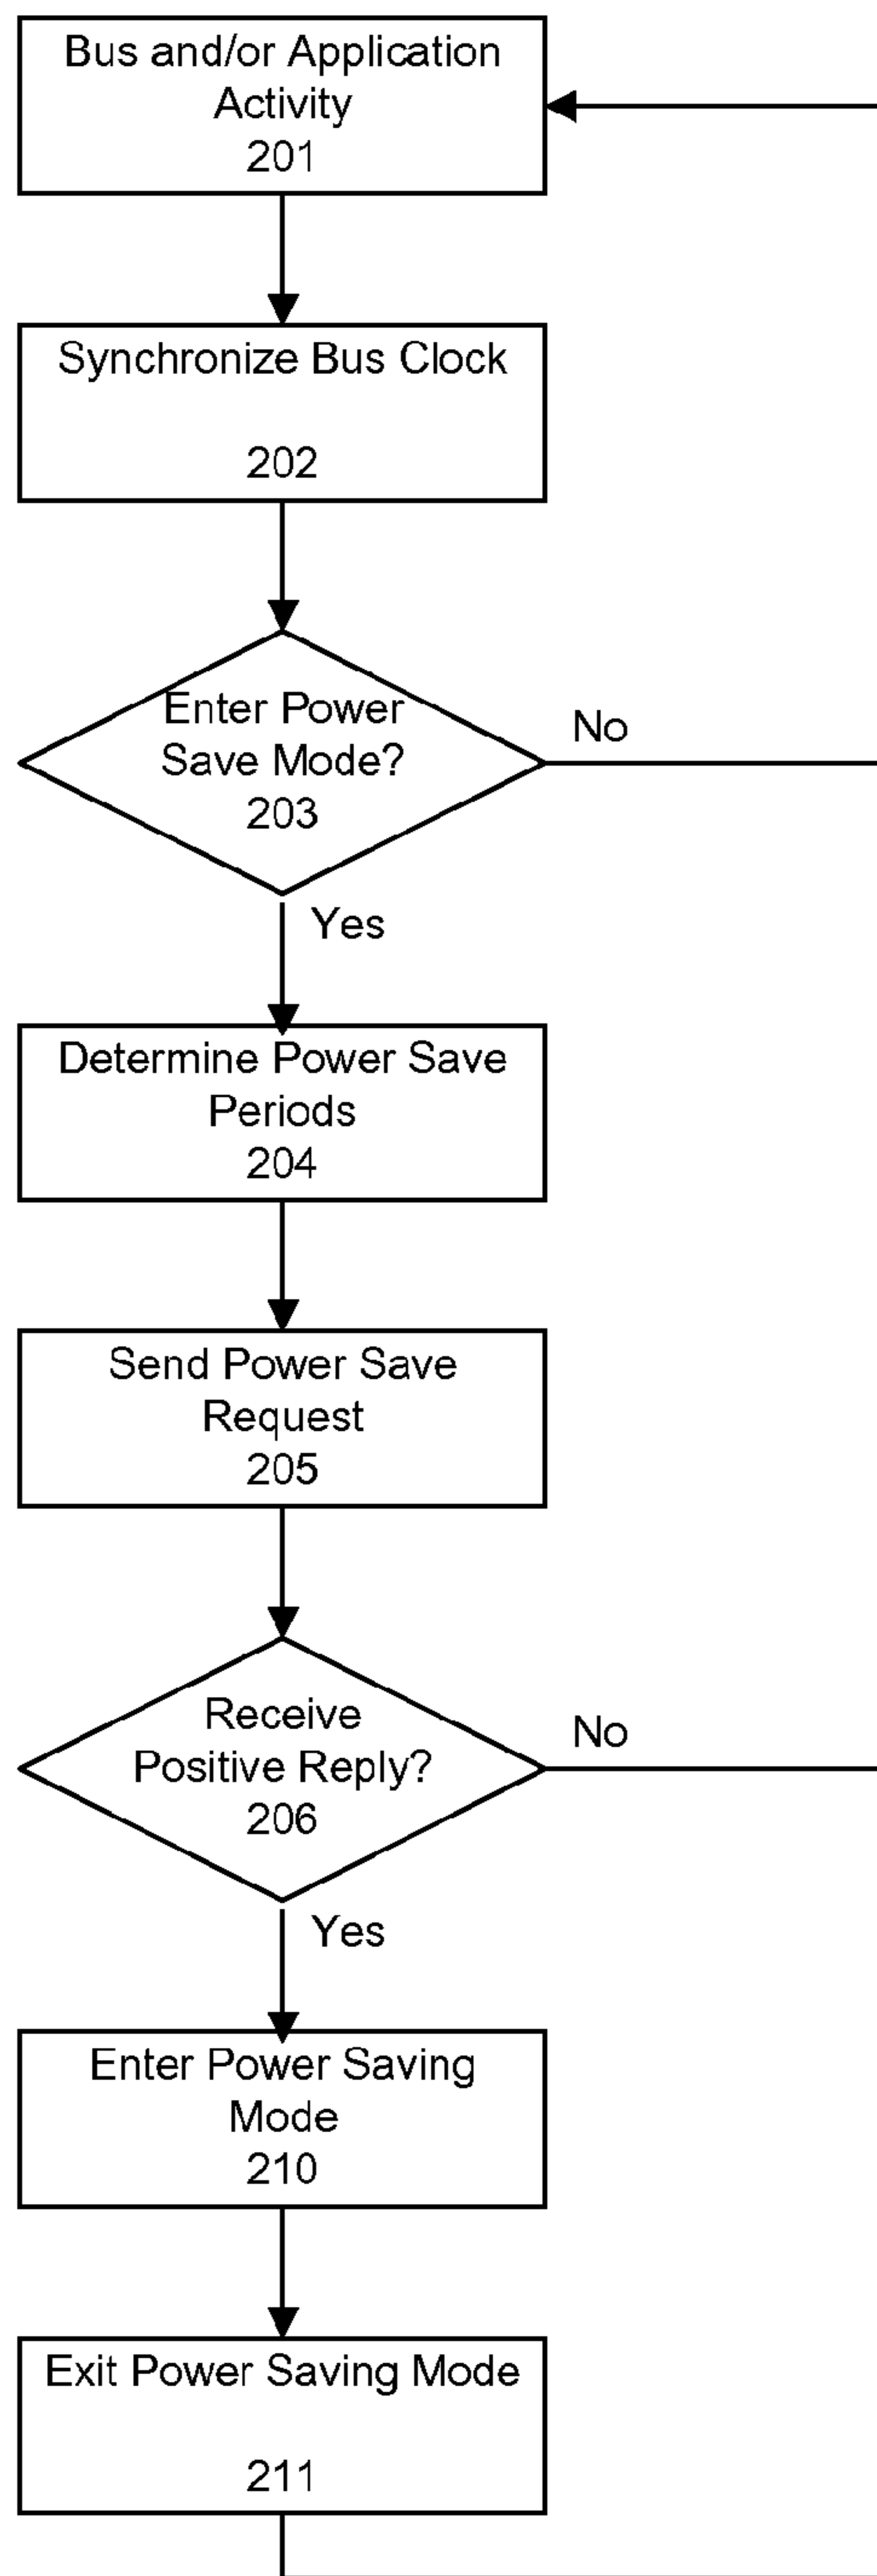 Bus and/or Application
Activity
201
Synchronize Bus Clock
202
Enter Power
Save Mode?
203
No
Yes
Determine Power Save
Periods
204
Send Power Save
Request
205
Receive
Positive Reply?
206
No
Yes
Enter Power Saving
Mode
210
Exit Power Saving Mode
211